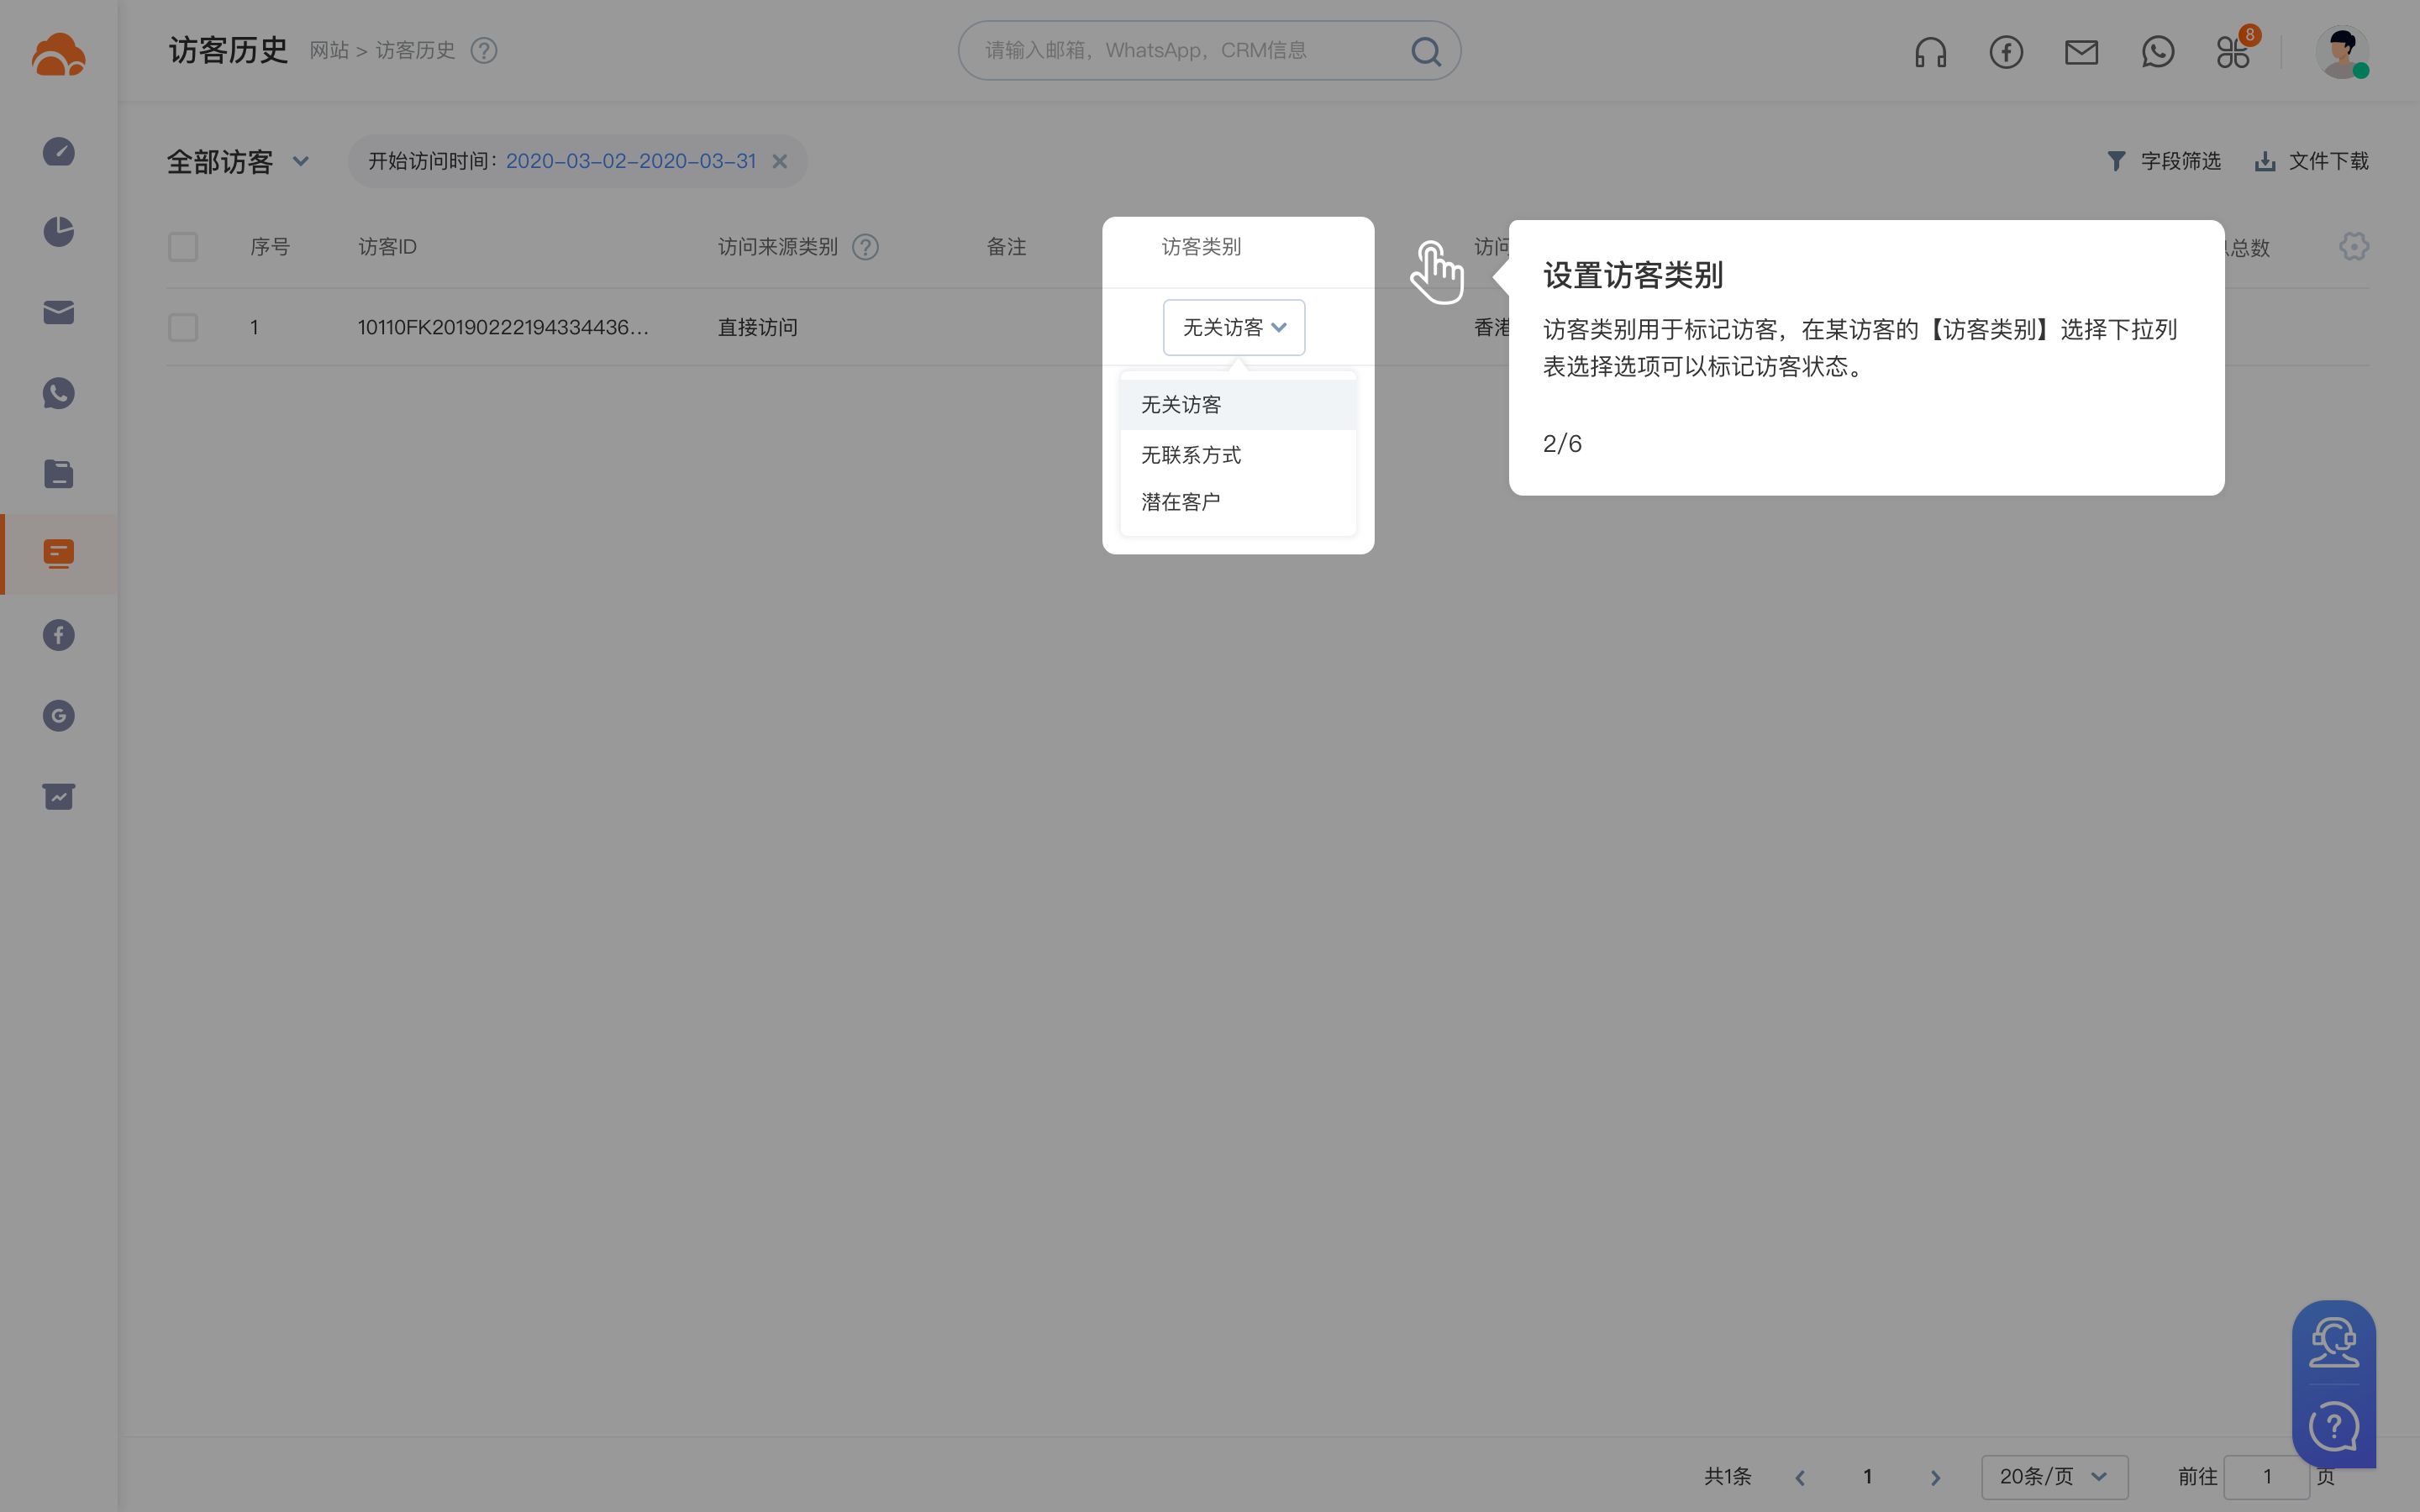 访客历史 网站 > 访客历史 ?
请输入邮箱，WhatsApp，CRM信息
8
全部访客
开始访问时间：2020-03-02-2020-03-31
字段筛选 文件下载
序号 访客ID 访问来源类别 ? 备注 访客类别 访问 总数
1 10110FK20190222194334436... 直接访问 无关访客 香港
无关访客
无联系方式
潜在客户
设置访客类别
访客类别用于标记访客，在某访客的【访客类别】选择下拉列
表选择选项可以标记访客状态。
2/6
共1条 1 20条/页 前往 1 页